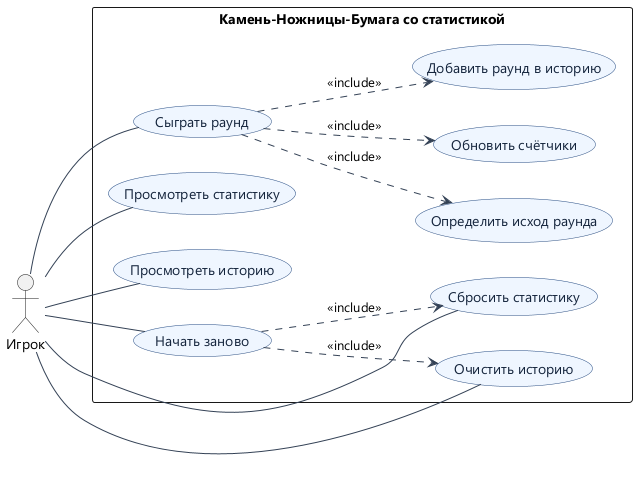 Камень-Ножницы-Бумага со статистикой
Добавить раунд в историю
«include»
Сыграть раунд
«include»
Обновить счётчики
«include»
Просмотреть статистику
Определить исход раунда
Просмотреть историю
Сбросить статистику
«include»
Начать заново
Игрок
«include»
Очистить историю